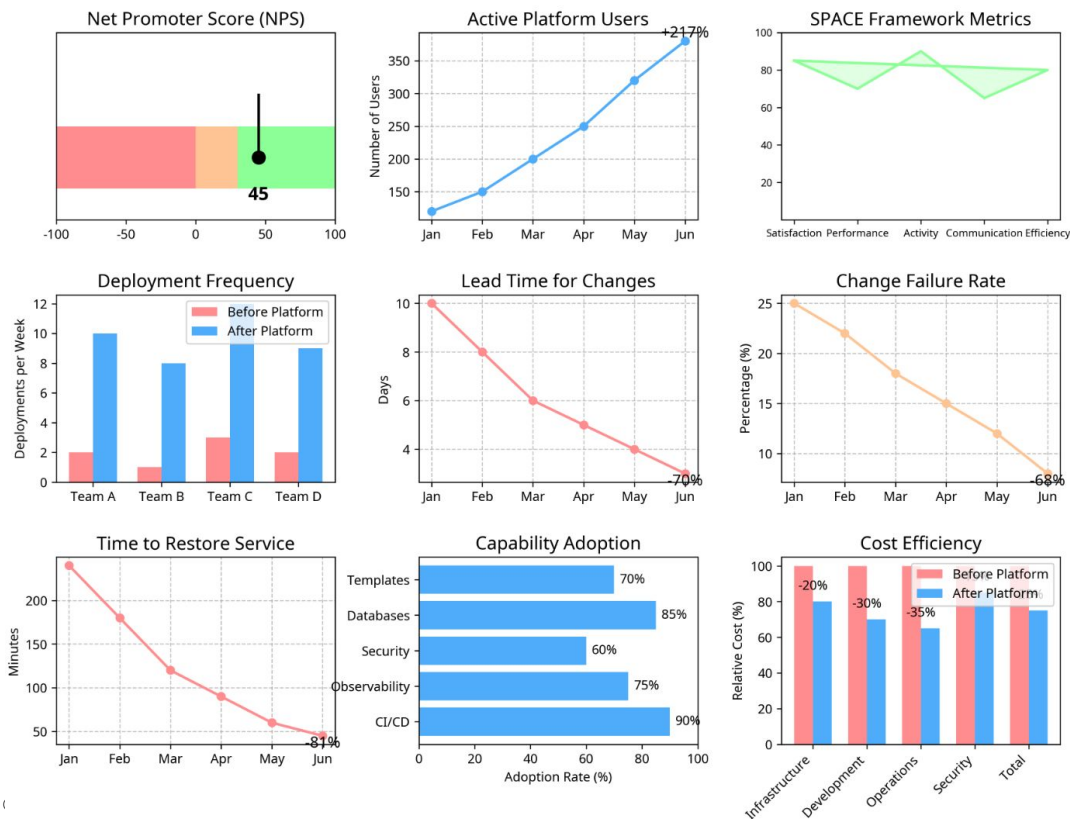 Net Promoter Score (NPS)
45
-100 -50 0 50 100
Active Platform Users
+217%
Number of Users
350
300
250
200
150
Jan Feb Mar Apr May Jun
SPACE Framework Metrics
100
80
60
40
20
Satisfaction Performance Activity Communication Efficiency
Deployment Frequency
Before Platform
After Platform
Deployments per Week
12
10
8
6
4
2
0
Team A Team B Team C Team D
Lead Time for Changes
Days
10
8
6
4
-70%
Jan Feb Mar Apr May Jun
Change Failure Rate
Percentage (%)
25
20
15
10
-68%
Jan Feb Mar Apr May Jun
Time to Restore Service
Minutes
200
150
100
50
-81%
Jan Feb Mar Apr May Jun
Capability Adoption
Templates 70%
Databases 85%
Security 60%
Observability 75%
CI/CD 90%
0 20 40 60 80 100
Adoption Rate (%)
Cost Efficiency
Before Platform
After Platform
Relative Cost (%)
100
80
60
40
20
0
-20%
-30%
-35%
Infrastructure
Development
Operations
Security
Total